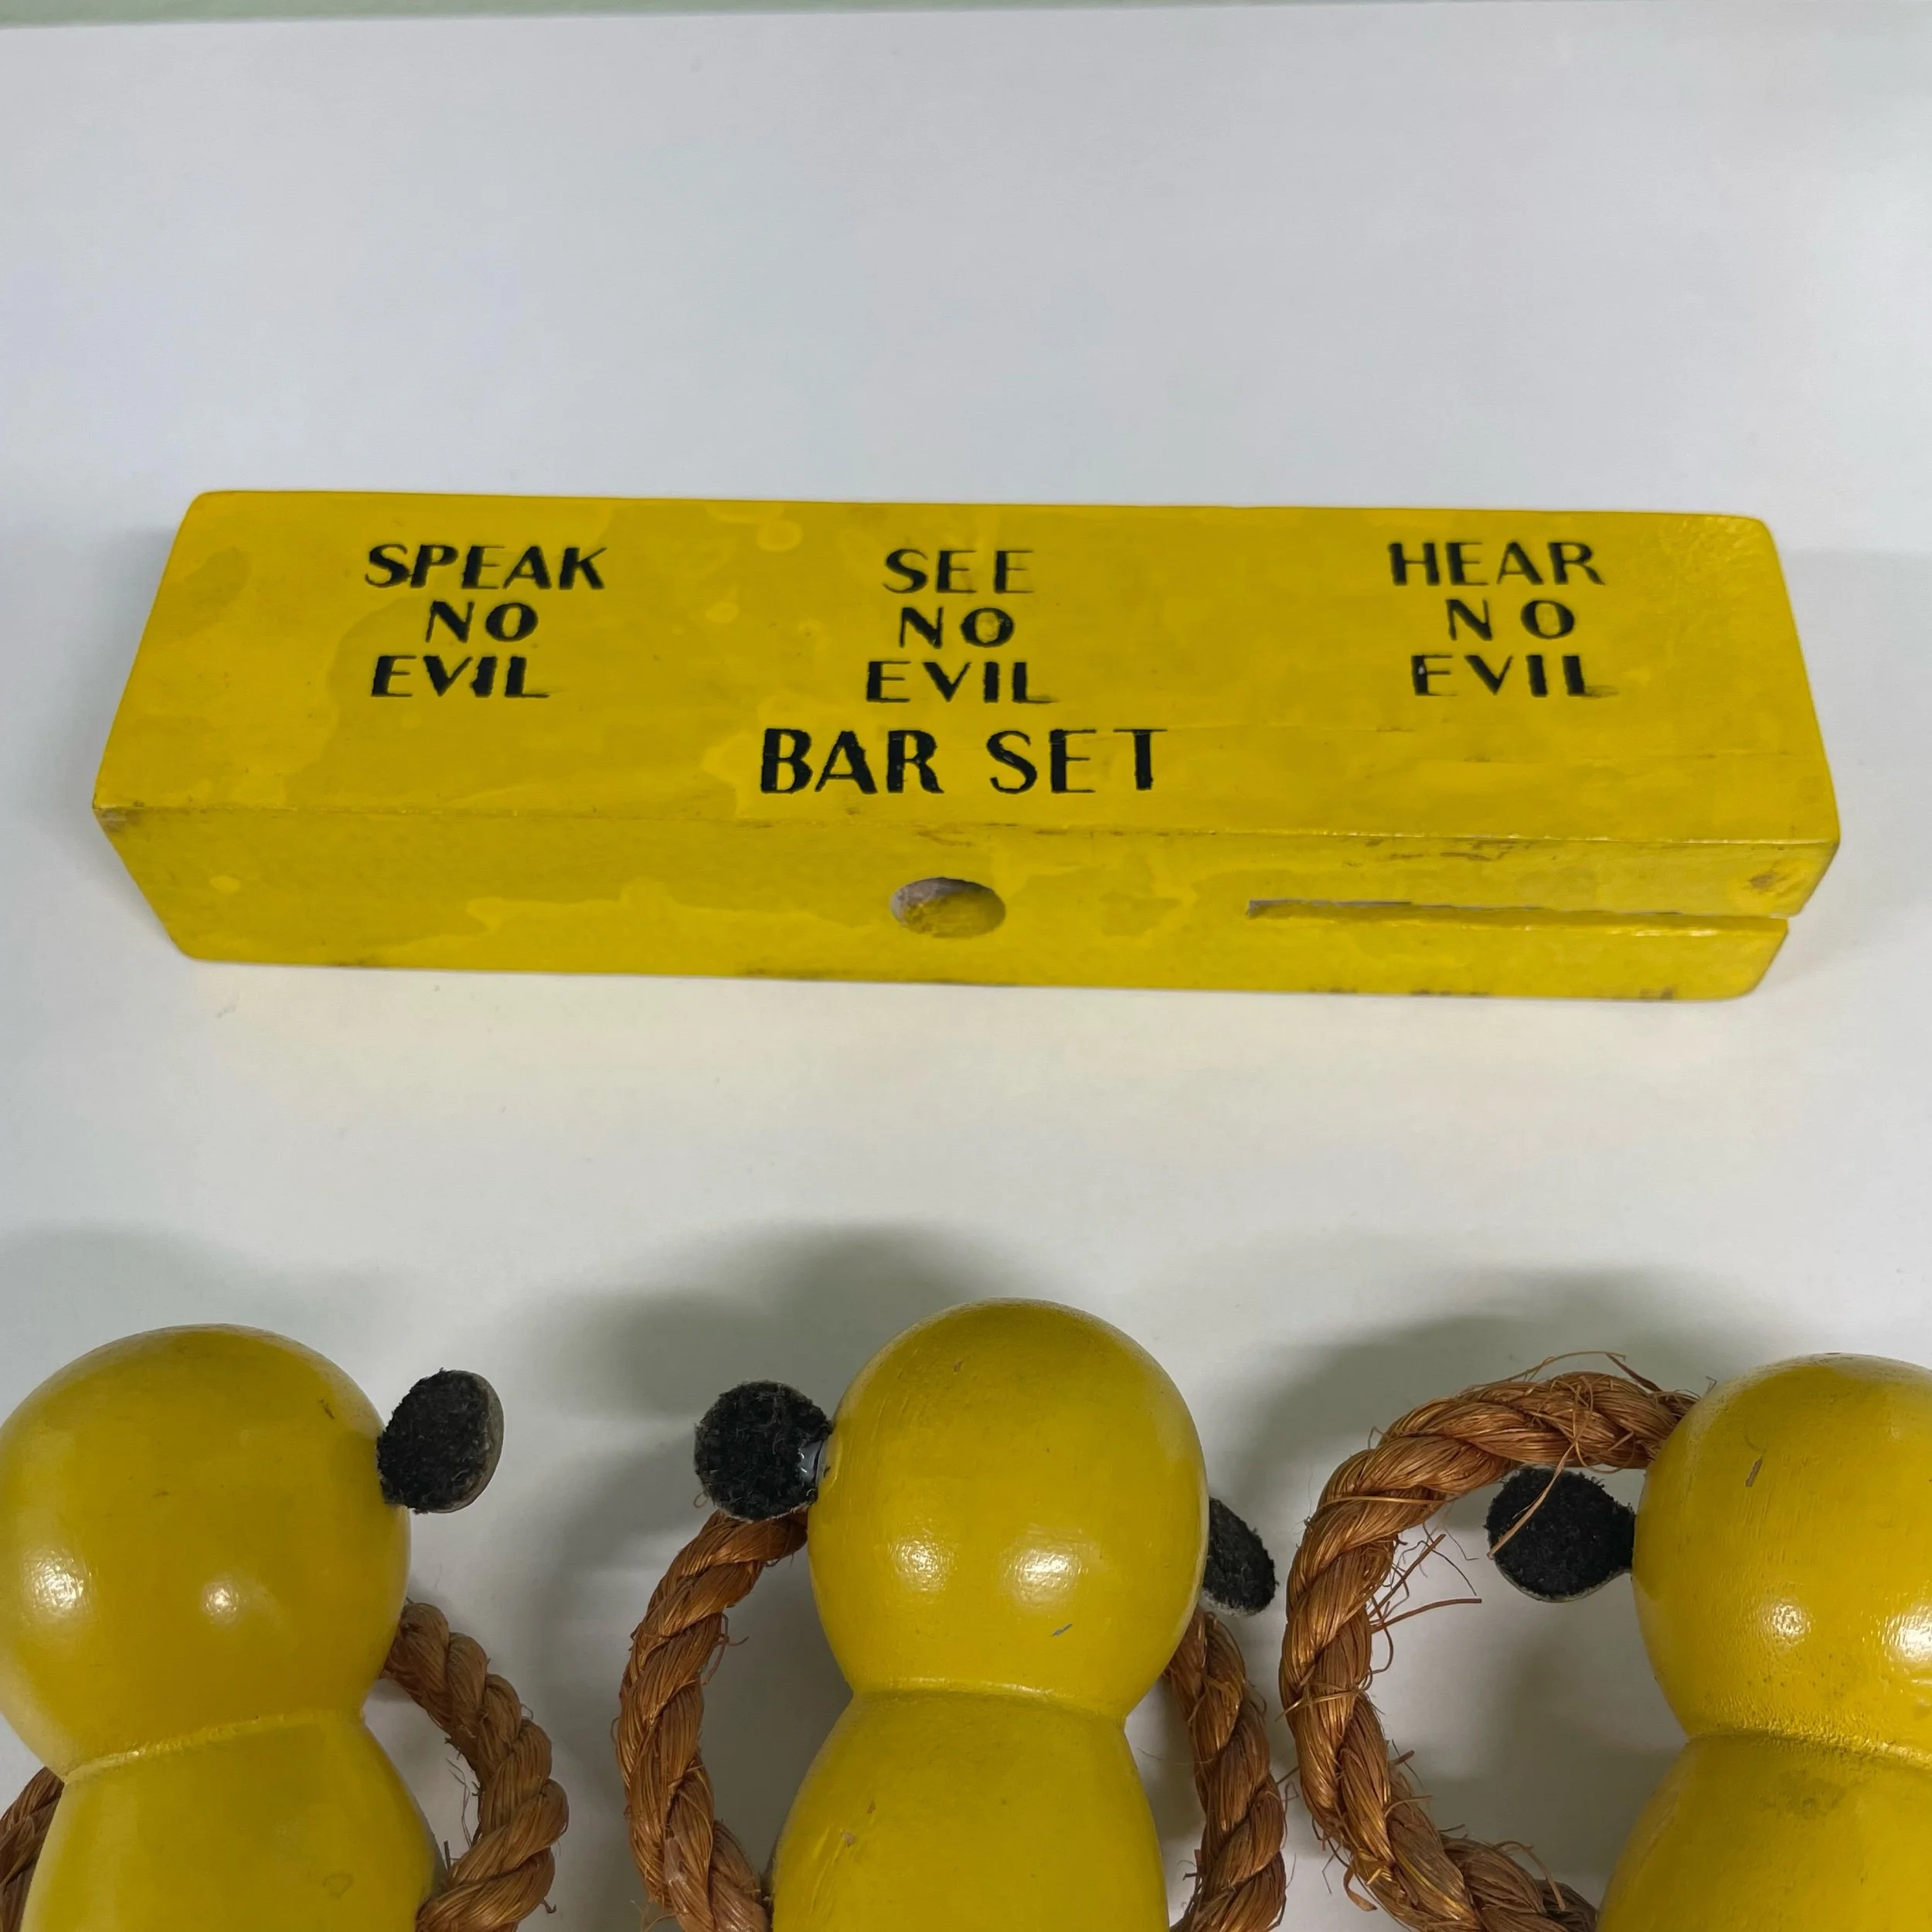 SPEAK
NO
EVIL
SEE
NO
EVIL
HEAR
NO
EVIL
BAR SET